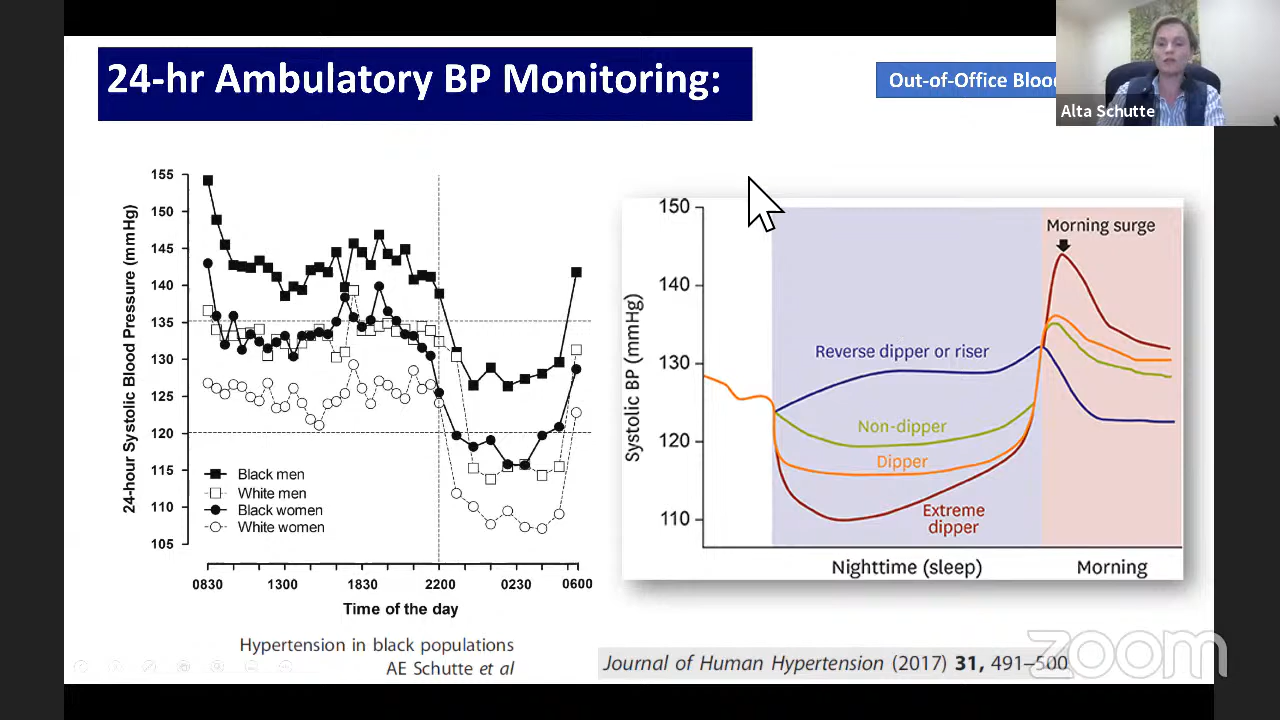 24-hr Ambulatory BP Monitoring:
Out-of-Office Bloo
Alta Schutte
24-hour Systolic Blood Pressure (mmHg)
155
150
145
140
135
130
125
120
115
110
105
Black men
White men
Black women
White women
0830
1300
1830
2200
0230
0600
Time of the day
Hypertension in black populations
AE Schutte et al
Systolic BP (mmHg)
150
140
130
120
110
Morning surge
Reverse dipper or riser
Non-dipper
Dipper
Extreme
dipper
Nighttime (sleep)
Morning
Journal of Human Hypertension (2017) 31, 491–500
zoom